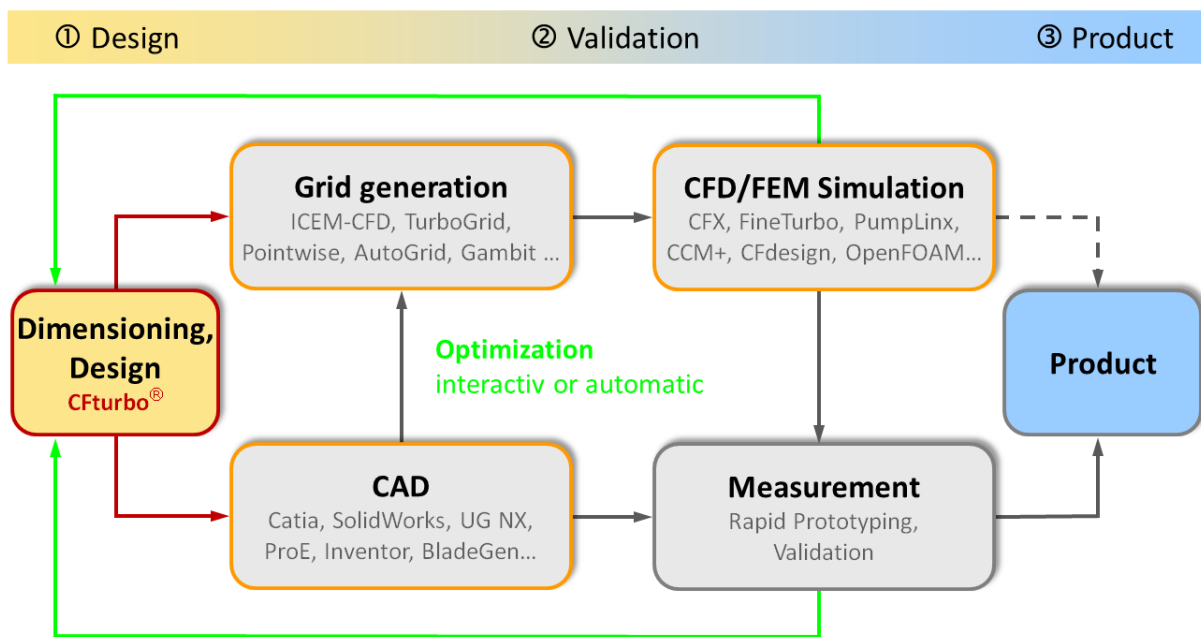 ① Design
② Validation
③ Product
Grid generation
ICEM-CFD, TurboGrid,
Pointwise, AutoGrid, Gambit ...
CFD/FEM Simulation
CFX, FineTurbo, PumpLinx,
CCM+, CFdesign, OpenFOAM...
Dimensioning,
Design
CFturbo®
Optimization
interactiv or automatic
Product
CAD
Catia, SolidWorks, UG NX,
ProE, Inventor, BladeGen...
Measurement
Rapid Prototyping,
Validation